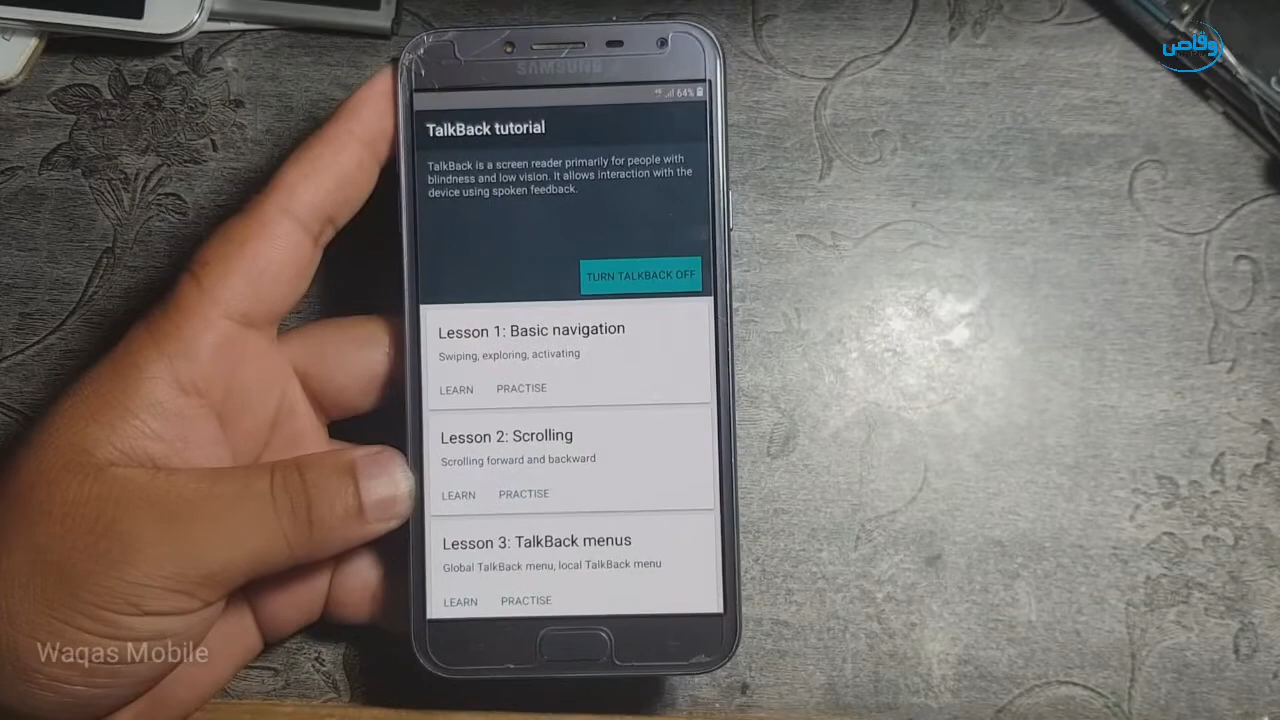 وقاص
SAMSUNG
64%
TalkBack tutorial
TalkBack is a screen reader primarily for people with
blindness and low vision. It allows interaction with the
device using spoken feedback.
TURN TALKBACK OFF
Lesson 1: Basic navigation
Swiping, exploring, activating
LEARN PRACTISE
Lesson 2: Scrolling
Scrolling forward and backward
LEARN PRACTISE
Lesson 3: TalkBack menus
Global TalkBack menu, local TalkBack menu
LEARN PRACTISE
Waqas Mobile